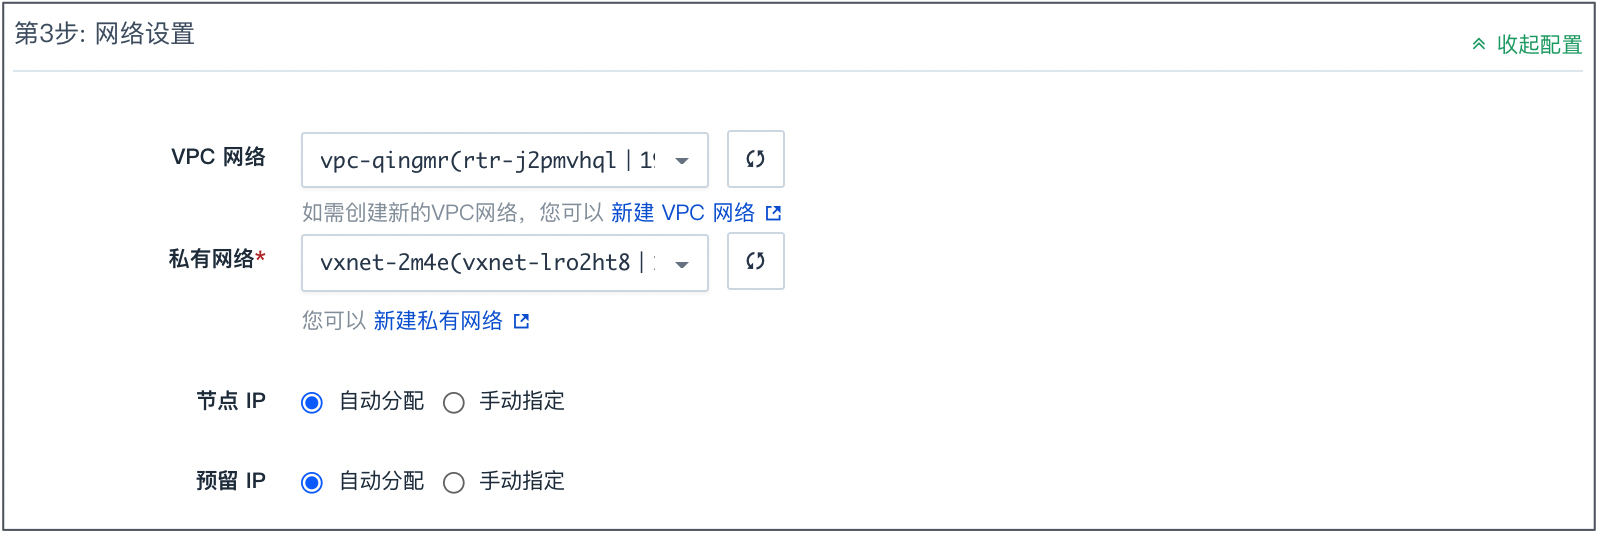 第3步: 网络设置
收起配置
VPC 网络 vpc-qingmr(rtr-j2pmvhql | 19
如需创建新的VPC网络，您可以 新建 VPC 网络
私有网络* vxnet-2m4e(vxnet-lro2ht8 |
您可以 新建私有网络
节点 IP 自动分配 手动指定
预留 IP 自动分配 手动指定